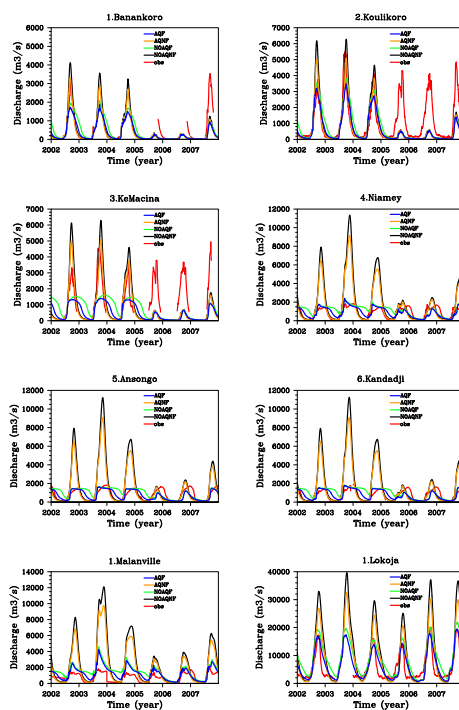 1.Banankoro
Discharge (m3/s)
6000
5000
4000
3000
2000
1000
0
AQF
AQNF
NOAQF
NOAQNF
obs
2002 2003 2004 2005 2006 2007
Time (year)
2.Koulikoro
Discharge (m3/s)
7000
6000
5000
4000
3000
2000
1000
0
AQF
AQNF
NOAQF
NOAQNF
obs
2002 2003 2004 2005 2006 2007
Time (year)
3.KeMacina
Discharge (m3/s)
7000
6000
5000
4000
3000
2000
1000
0
AQF
AQNF
NOAQF
NOAQNF
obs
2002 2003 2004 2005 2006 2007
Time (year)
4.Niamey
Discharge (m3/s)
12000
10000
8000
6000
4000
2000
0
AQF
AQNF
NOAQF
NOAQNF
obs
2002 2003 2004 2005 2006 2007
Time (year)
5.Ansongo
Discharge (m3/s)
12000
10000
8000
6000
4000
2000
0
AQF
AQNF
NOAQF
NOAQNF
obs
2002 2003 2004 2005 2006 2007
Time (year)
6.Kandadji
Discharge (m3/s)
12000
10000
8000
6000
4000
2000
0
AQF
AQNF
NOAQF
NOAQNF
obs
2002 2003 2004 2005 2006 2007
Time (year)
1.Malanville
Discharge (m3/s)
14000
12000
10000
8000
6000
4000
2000
0
AQF
AQNF
NOAQF
NOAQNF
obs
2002 2003 2004 2005 2006 2007
Time (year)
1.Lokoja
Discharge (m3/s)
40000
30000
20000
10000
0
AQF
AQNF
NOAQF
NOAQNF
obs
2002 2003 2004 2005 2006 2007
Time (year)